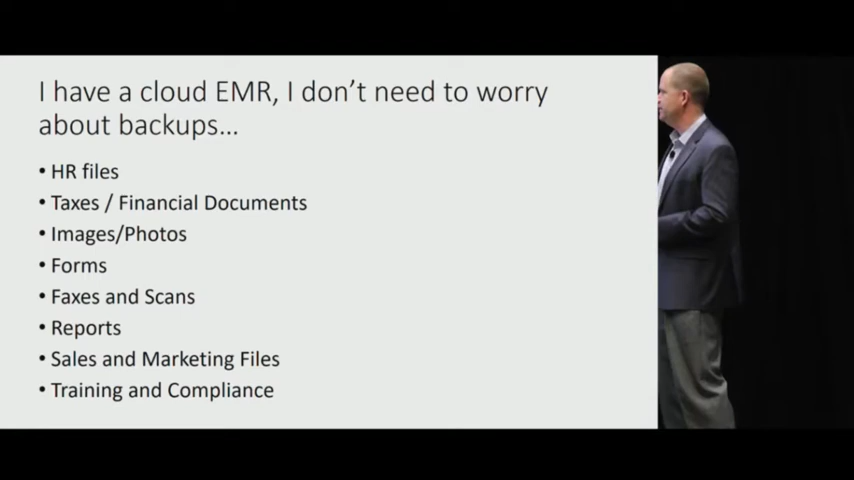 I have a cloud EMR, I don't need to worry
about backups...
• HR files
• Taxes / Financial Documents
• Images/Photos
• Forms
• Faxes and Scans
• Reports
• Sales and Marketing Files
• Training and Compliance